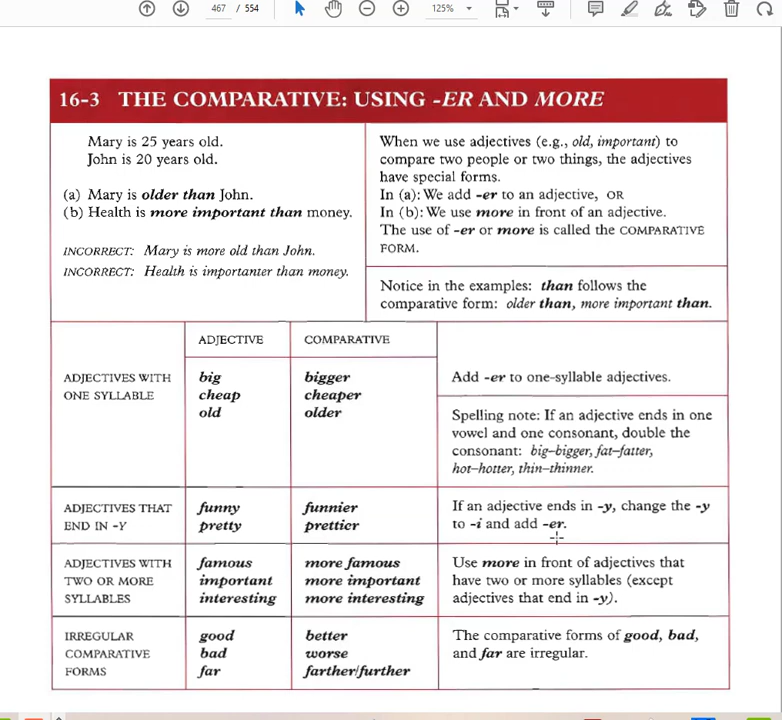 467 / 554
125%
16-3 THE COMPARATIVE: USING -ER AND MORE
Mary is 25 years old.
John is 20 years old.
(a) Mary is older than John.
(b) Health is more important than money.
INCORRECT: Mary is more old than John.
INCORRECT: Health is importanter than money.
When we use adjectives (e.g., old, important) to
compare two people or two things, the adjectives
have special forms.
In (a): We add -er to an adjective, OR
In (b): We use more in front of an adjective.
The use of -er or more is called the COMPARATIVE
FORM.
Notice in the examples: than follows the
comparative form: older than, more important than.
ADJECTIVE
COMPARATIVE
ADJECTIVES WITH
ONE SYLLABLE
big
cheap
old
bigger
cheaper
older
Add -er to one-syllable adjectives.
Spelling note: If an adjective ends in one
vowel and one consonant, double the
consonant: big–bigger, fat–fatter,
hot–hotter, thin–thinner.
ADJECTIVES THAT
END IN -Y
funny
pretty
funnier
prettier
If an adjective ends in -y, change the -y
to -i and add -er.
ADJECTIVES WITH
TWO OR MORE
SYLLABLES
famous
important
interesting
more famous
more important
more interesting
Use more in front of adjectives that
have two or more syllables (except
adjectives that end in -y).
IRREGULAR
COMPARATIVE
FORMS
good
bad
far
better
worse
farther/further
The comparative forms of good, bad,
and far are irregular.